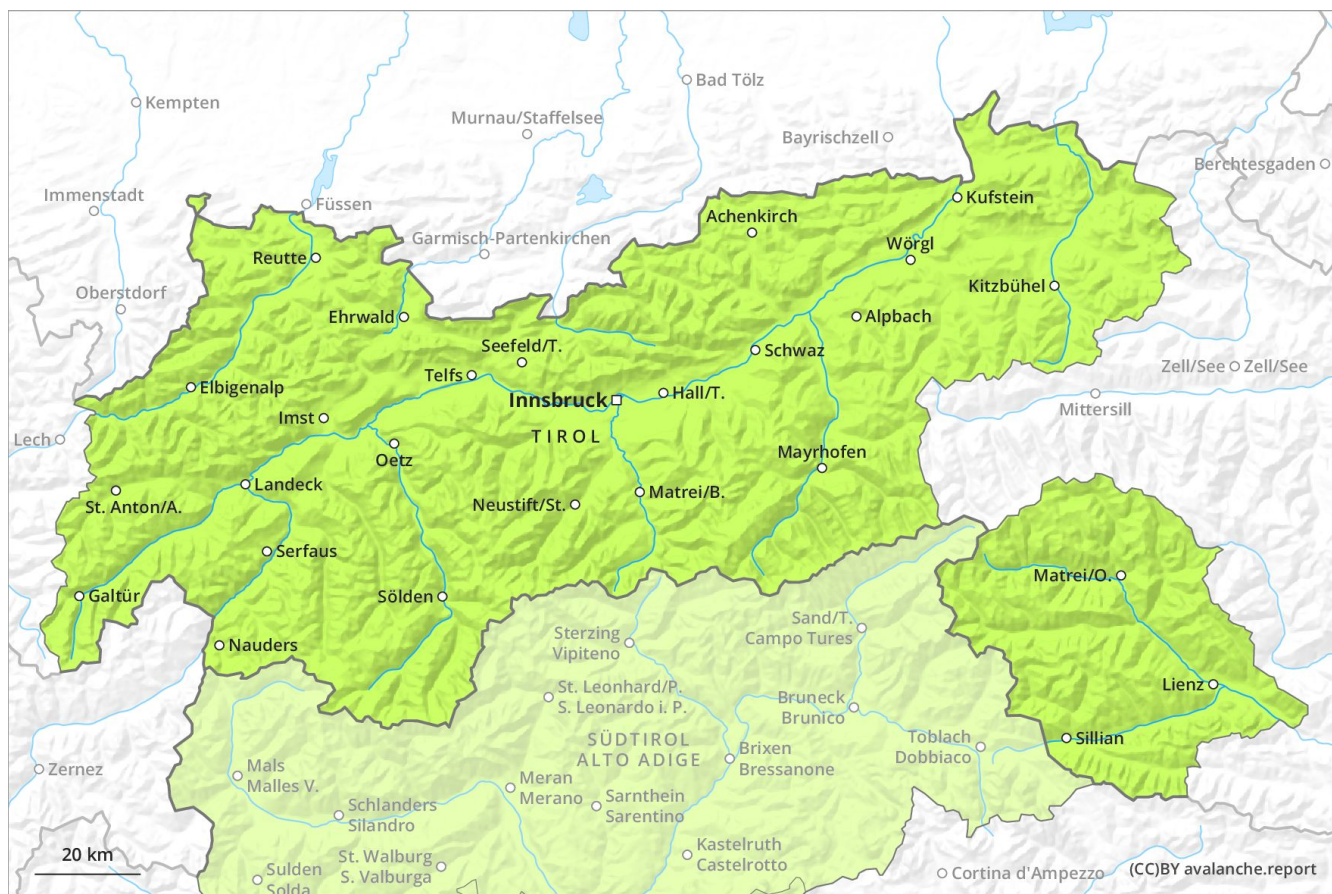 Bad Tölz
Kempten
Murnau/Staffelsee
Bayrischzell
Berchtesgaden
Immenstadt
Füssen
Kufstein
Achenkirch
Garmisch-Partenkirchen
Wörgl
Reutte
Oberstdorf
Kitzbühel
Ehrwald
Alpbach
Seefeld/T.
Schwaz
Zell/See
Zell/See
Telfs
Elbigenalp
Hall/T.
Innsbruck
Mittersill
Imst
Lech
TIROL
Oetz
Mayrhofen
Landeck
St. Anton/A.
Matrei/B.
Neustift/St.
Serfaus
Matrei/O.
Galtür
Sölden
Sand/T.
Campo Tures
Sterzing
Vipiteno
Nauders
Lienz
St. Leonhard/P.
S. Leonardo i. P.
Bruneck
Brunico
SÜDTIROL
ALTO ADIGE
Toblach
Dobbiaco
Sillian
Brixen
Bressanone
Zernez
Mals
Malles V.
Meran
Merano
Sarnthein
Sarentino
Schlanders
Silandro
Kastelruth
Castelrotto
20 km
St. Walburg
S. Valburga
Sulden
Solda
Cortina d'Ampezzo
(CC)BY avalanche.report